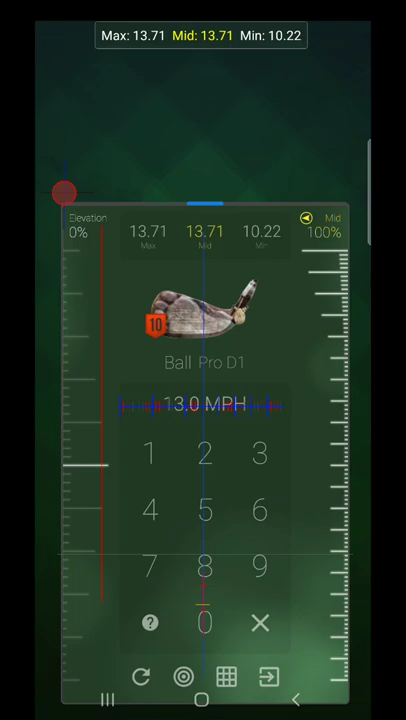 Max: 13.71 Mid: 13.71 Min: 10.22
Elevation
0%
13.71 13.71 10.22
Max Mid Min
Mid
100%
10
Ball Pro D1
13.0 MPH
1 2 3
4 5 6
7 8 9
? 0